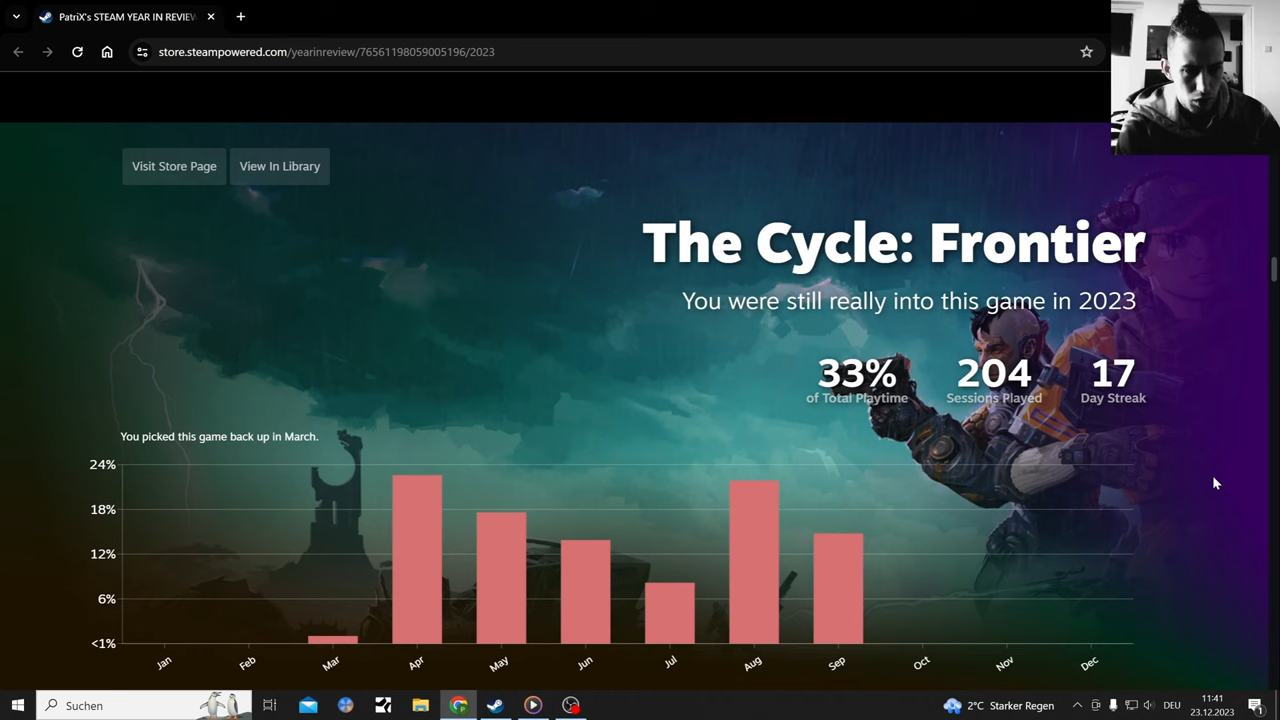 PatriX's STEAM YEAR IN REVIEW
store.steampowered.com/yearinreview/76561198059005196/2023
Visit Store Page
View In Library
The Cycle: Frontier
You were still really into this game in 2023
33%
of Total Playtime
204
Sessions Played
17
Day Streak
You picked this game back up in March.
24%
18%
12%
6%
<1%
Jan Feb Mar Apr May Jun Jul Aug Sep Oct Nov Dec
Suchen
2°C Starker Regen
DEU
11:41
23.12.2023
1